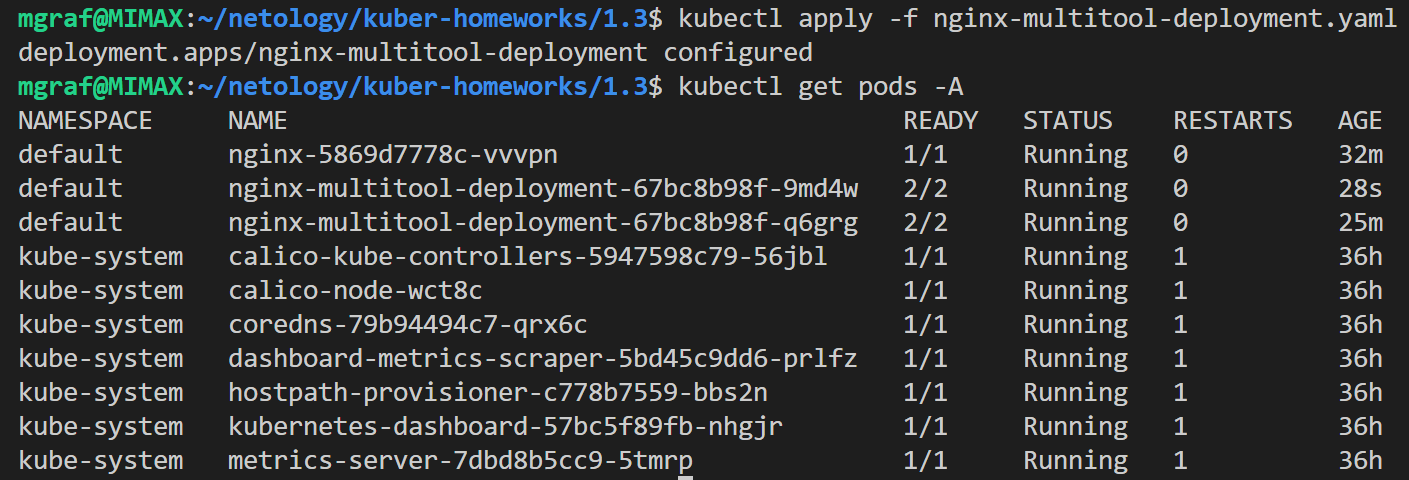 mgraf@MIMAX:~/netology/kuber-homeworks/1.3$ kubectl apply -f nginx-multitool-deployment.yaml
deployment.apps/nginx-multitool-deployment configured
mgraf@MIMAX:~/netology/kuber-homeworks/1.3$ kubectl get pods -A
NAMESPACE     NAME                                          READY   STATUS    RESTARTS   AGE
default       nginx-5869d7778c-vvvpn                        1/1     Running   0          32m
default       nginx-multitool-deployment-67bc8b98f-9md4w    2/2     Running   0          28s
default       nginx-multitool-deployment-67bc8b98f-q6grg    2/2     Running   0          25m
kube-system   calico-kube-controllers-5947598c79-56jbl      1/1     Running   1          36h
kube-system   calico-node-wct8c                             1/1     Running   1          36h
kube-system   coredns-79b94494c7-qrx6c                      1/1     Running   1          36h
kube-system   dashboard-metrics-scraper-5bd45c9dd6-prlfz    1/1     Running   1          36h
kube-system   hostpath-provisioner-c778b7559-bbs2n          1/1     Running   1          36h
kube-system   kubernetes-dashboard-57bc5f89fb-nhgjr         1/1     Running   1          36h
kube-system   metrics-server-7dbd8b5cc9-5tmrp               1/1     Running   1          36h